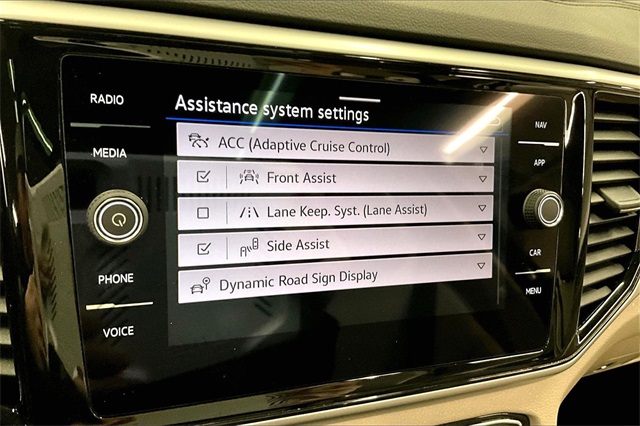 RADIO
MEDIA
PHONE
VOICE
Assistance system settings
ACC (Adaptive Cruise Control)
Front Assist
Lane Keep. Syst. (Lane Assist)
Side Assist
Dynamic Road Sign Display
NAV
APP
CAR
MENU